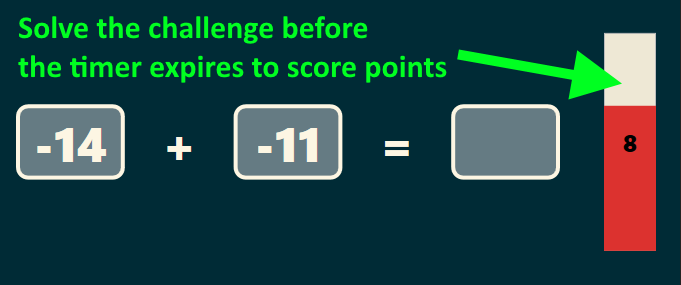 Solve the challenge before
the timer expires to score points
-14 + -11 =
8